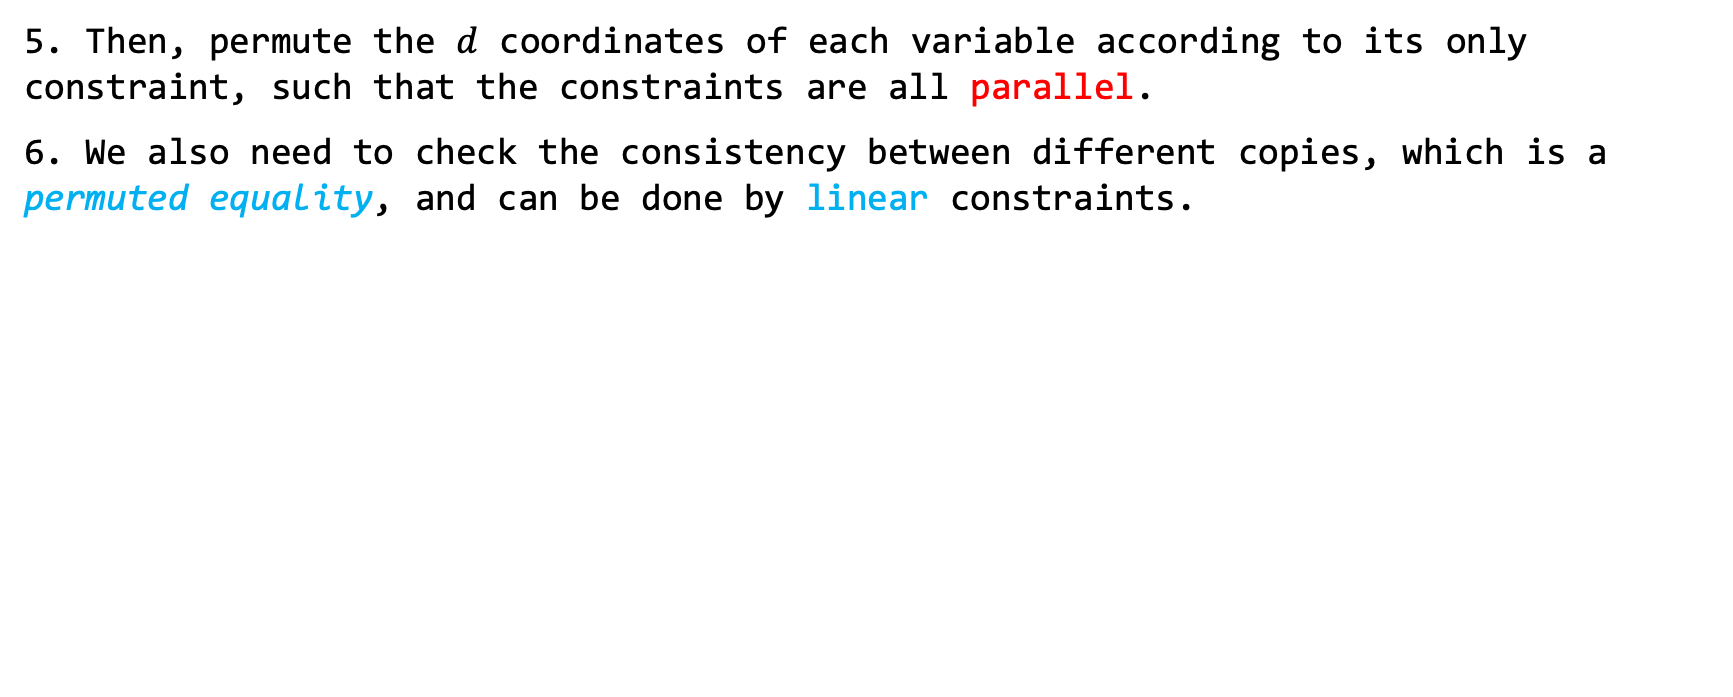 5. Then, permute the d coordinates of each variable according to its only
constraint, such that the constraints are all parallel.
6. We also need to check the consistency between different copies, which is a
permuted equality, and can be done by linear constraints.